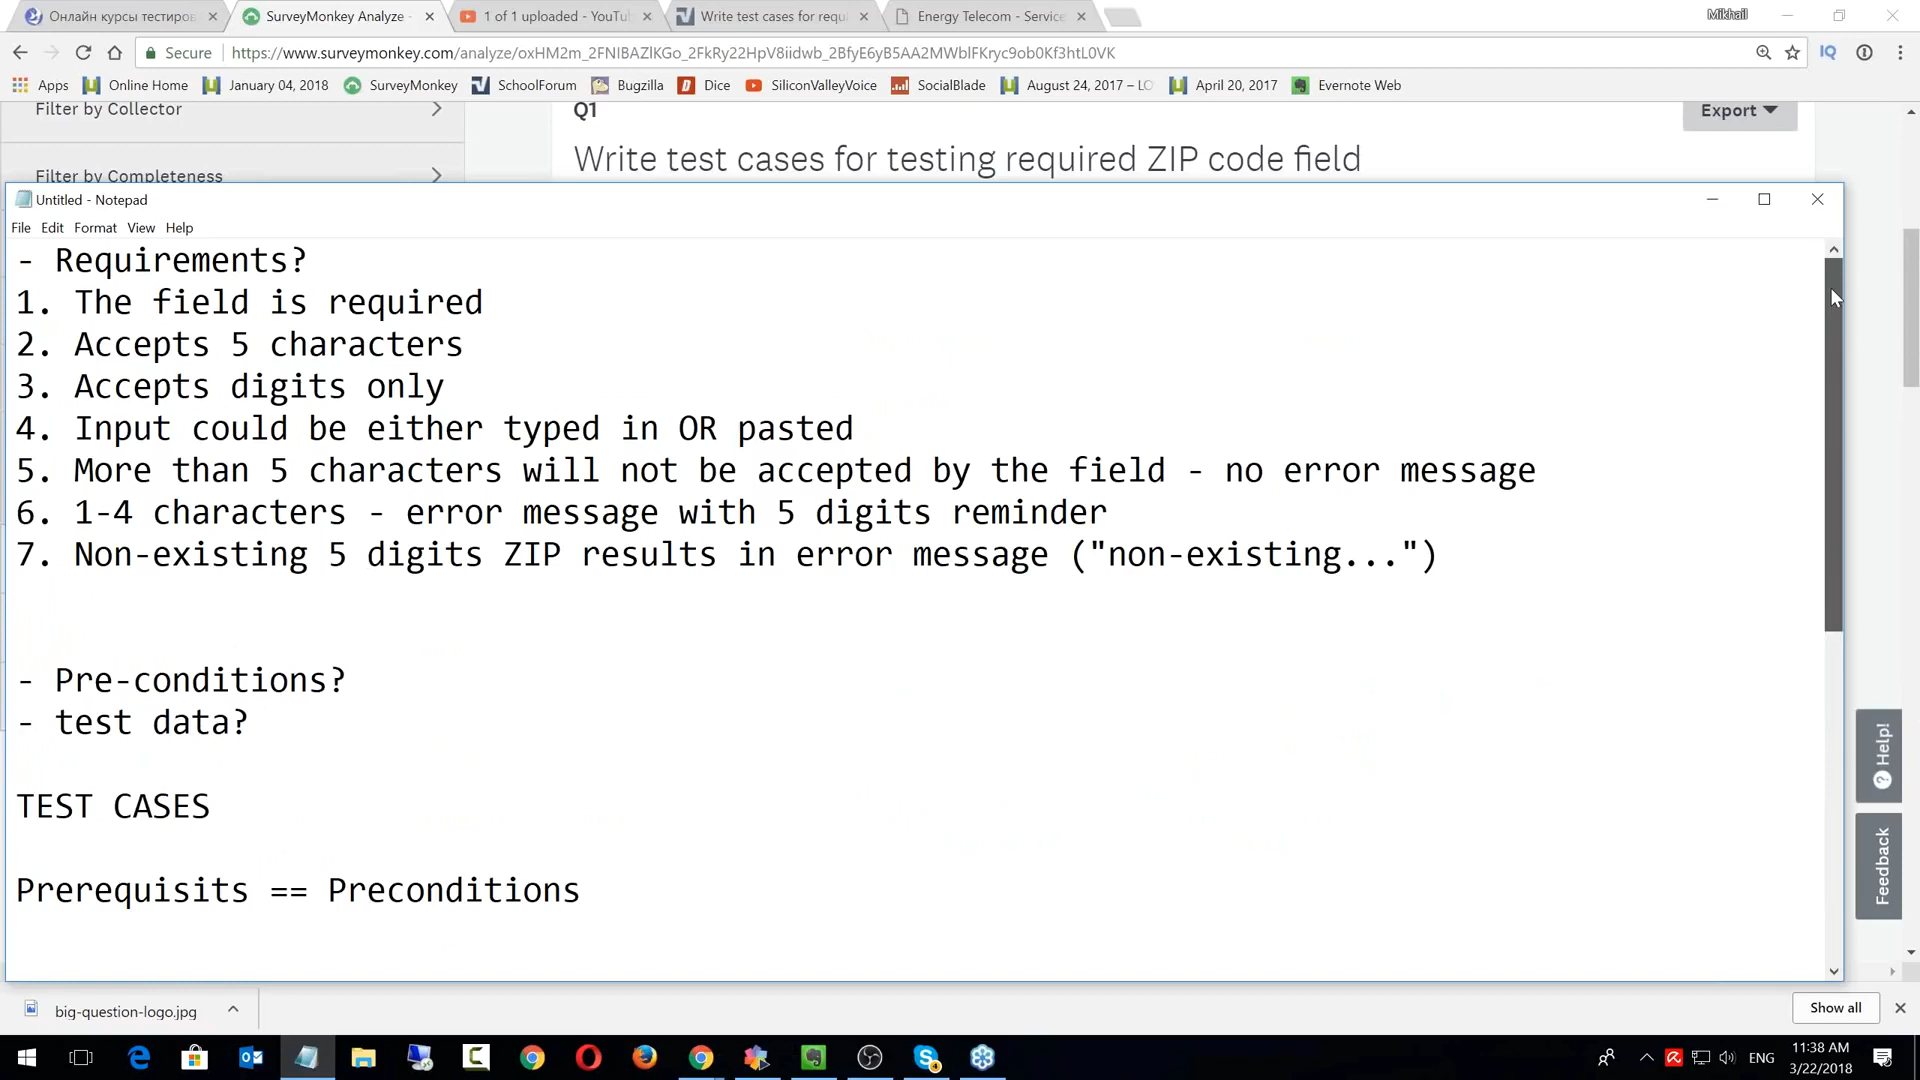 Онлайн курсы тестиров
SurveyMonkey Analyze -
1 of 1 uploaded - YouTu
Write test cases for requ
Energy Telecom - Service
Mikhail
Secure
https://www.surveymonkey.com/analyze/oxHM2m_2FNIBAZlKGo_2FkRy22HpV8iidwb_2BfyE6yB5AA2MWblFKryc9ob0Kf3htL0VK
IQ
Apps
Online Home
January 04, 2018
SurveyMonkey
SchoolForum
Bugzilla
Dice
SiliconValleyVoice
SocialBlade
August 24, 2017 – LO
April 20, 2017
Evernote Web
Filter by Collector
Q1
Export
Write test cases for testing required ZIP code field
Filter by Completeness
Untitled - Notepad
File Edit Format View Help
- Requirements?
1. The field is required
2. Accepts 5 characters
3. Accepts digits only
4. Input could be either typed in OR pasted
5. More than 5 characters will not be accepted by the field - no error message
6. 1-4 characters - error message with 5 digits reminder
7. Non-existing 5 digits ZIP results in error message ("non-existing...")
- Pre-conditions?
- test data?
TEST CASES
Prerequisits == Preconditions
Help!
Feedback
big-question-logo.jpg
Show all
ENG
11:38 AM
3/22/2018